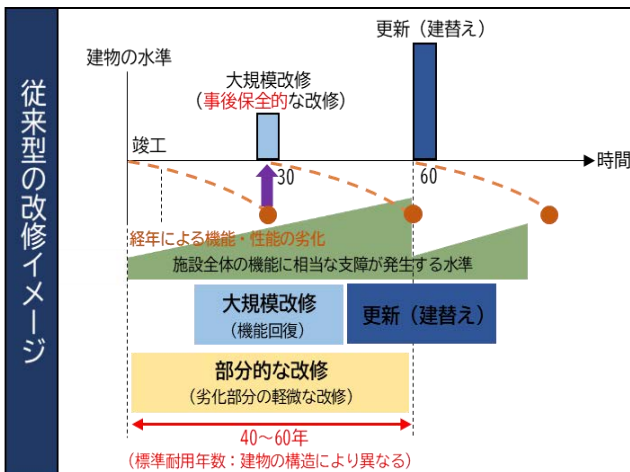 従来型の改修イメージ
更新（建替え）
建物の水準
大規模改修
（事後保全的な改修）
竣工
時間
30
60
経年による機能・性能の劣化
施設全体の機能に相当な支障が発生する水準
大規模改修
（機能回復）
更新（建替え）
部分的な改修
（劣化部分の軽微な改修）
40～60年
（標準耐用年数：建物の構造により異なる）